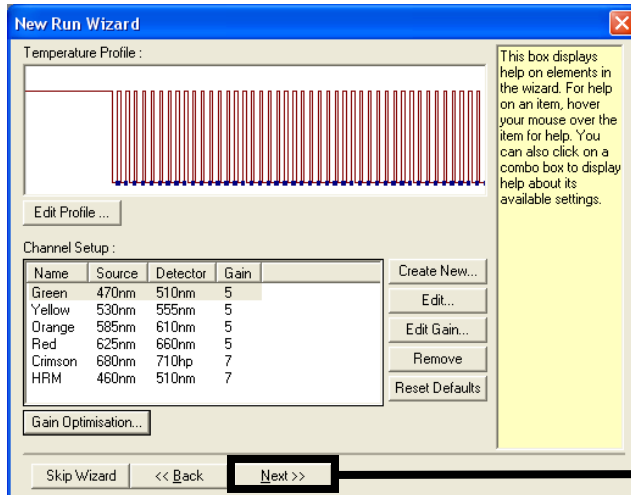 New Run Wizard
Temperature Profile :
This box displays
help on elements in
the wizard. For help
on an item, hover
your mouse over the
item for help. You
can also click on a
combo box to display
help about its
available settings.
Edit Profile ...
Channel Setup :
Name Source Detector Gain
Green 470nm 510nm 5
Yellow 530nm 555nm 5
Orange 585nm 610nm 5
Red 625nm 660nm 5
Crimson 680nm 710hp 7
HRM 460nm 510nm 7
Create New...
Edit...
Edit Gain...
Remove
Reset Defaults
Gain Optimisation...
Skip Wizard << Back Next >>